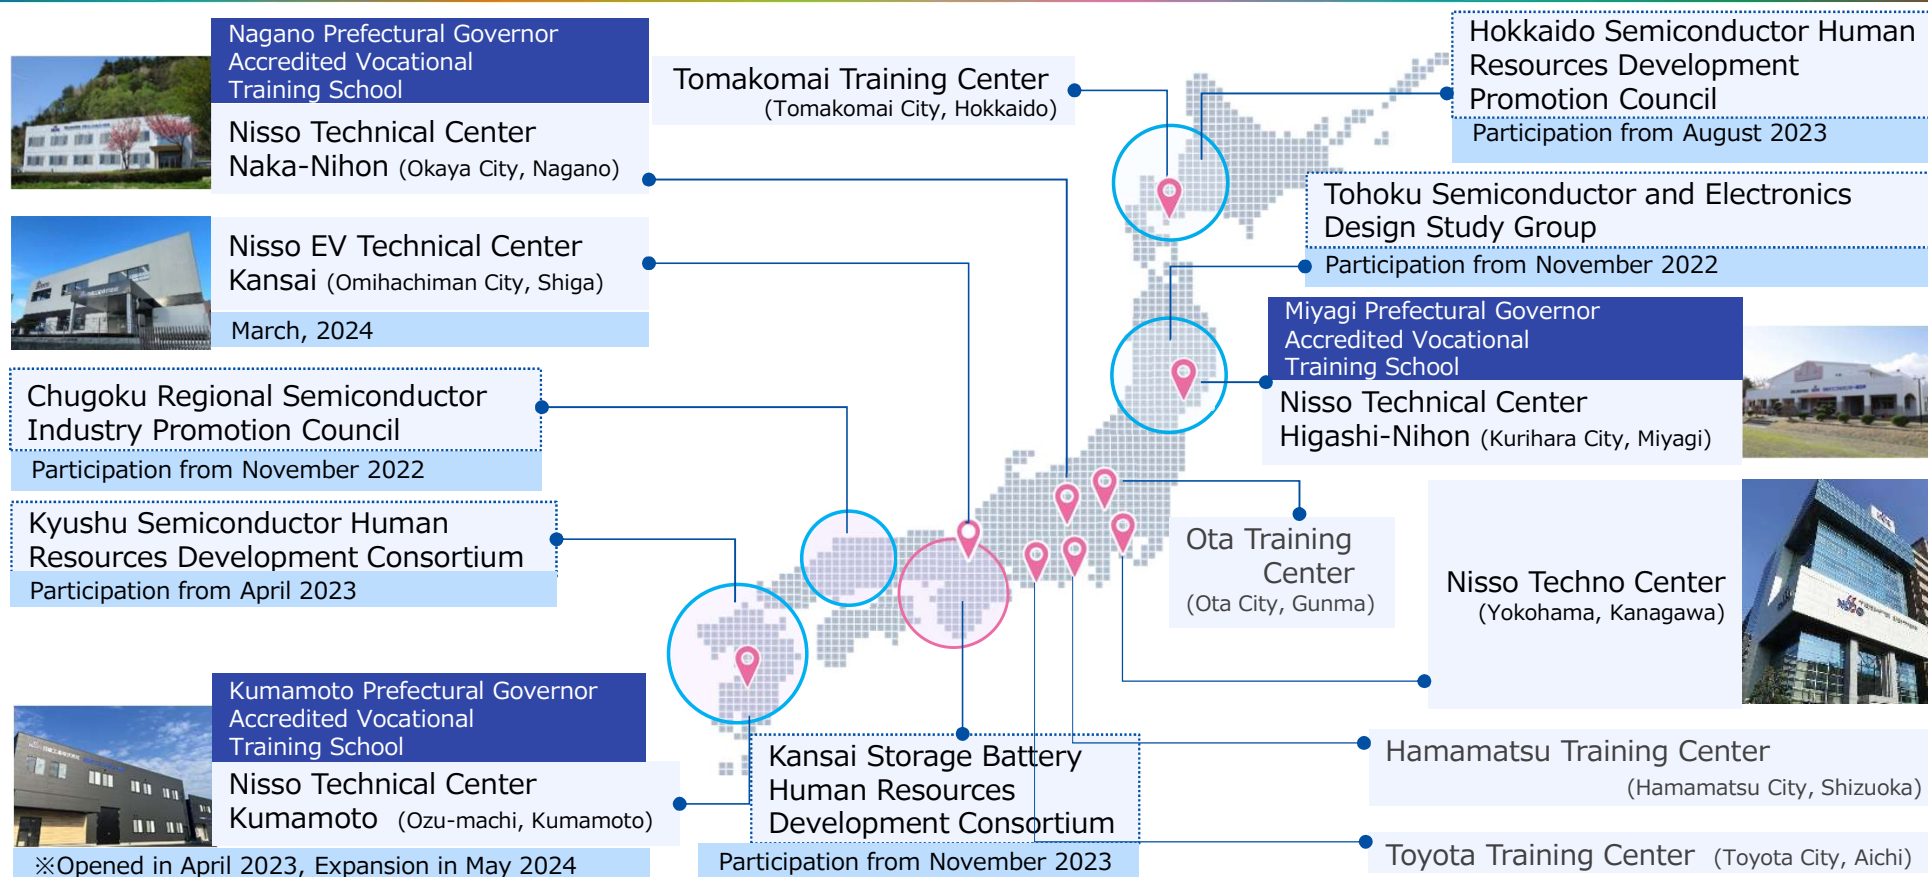 Nagano Prefectural Governor
Accredited Vocational
Training School
Nisso Technical Center
Naka-Nihon (Okaya City, Nagano)
Tomakomai Training Center
(Tomakomai City, Hokkaido)
Hokkaido Semiconductor Human
Resources Development
Promotion Council
Participation from August 2023
Tohoku Semiconductor and Electronics
Design Study Group
Participation from November 2022
Nisso EV Technical Center
Kansai (Omihachiman City, Shiga)
March, 2024
Miyagi Prefectural Governor
Accredited Vocational
Training School
Nisso Technical Center
Higashi-Nihon (Kurihara City, Miyagi)
Chugoku Regional Semiconductor
Industry Promotion Council
Participation from November 2022
Kyushu Semiconductor Human
Resources Development Consortium
Participation from April 2023
Ota Training
Center
(Ota City, Gunma)
Nisso Techno Center
(Yokohama, Kanagawa)
Kumamoto Prefectural Governor
Accredited Vocational
Training School
Nisso Technical Center
Kumamoto (Ozu-machi, Kumamoto)
※Opened in April 2023, Expansion in May 2024
Kansai Storage Battery
Human Resources
Development Consortium
Participation from November 2023
Hamamatsu Training Center
(Hamamatsu City, Shizuoka)
Toyota Training Center (Toyota City, Aichi)